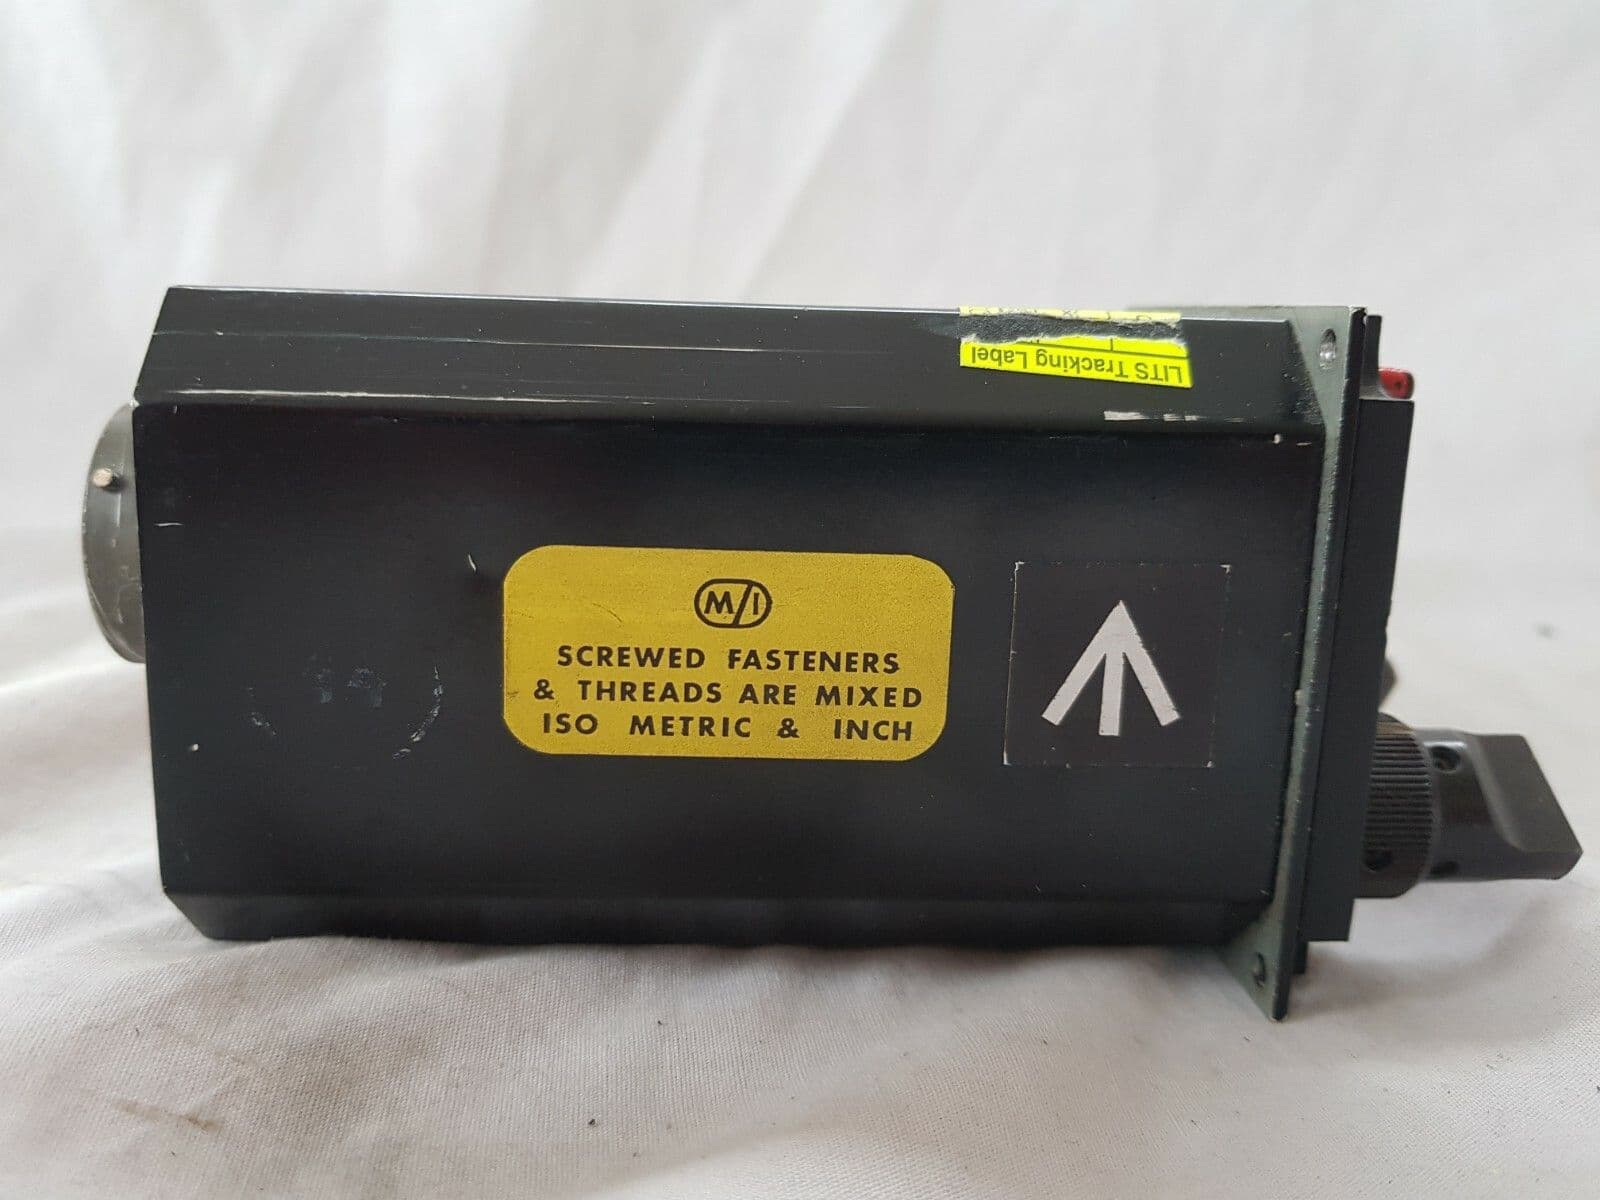 LITS Tracking Label
M/I
SCREWED FASTENERS
& THREADS ARE MIXED
ISO METRIC & INCH